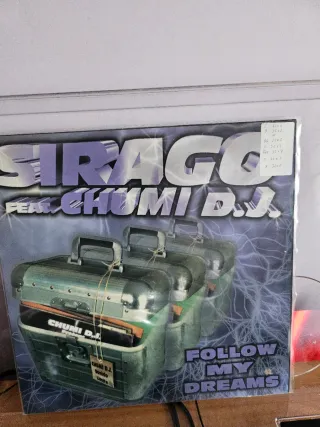 SIRAGO
FEAT. CHUMI D.J.
CHUMI D.J.
FOLLOW
MY
DREAMS